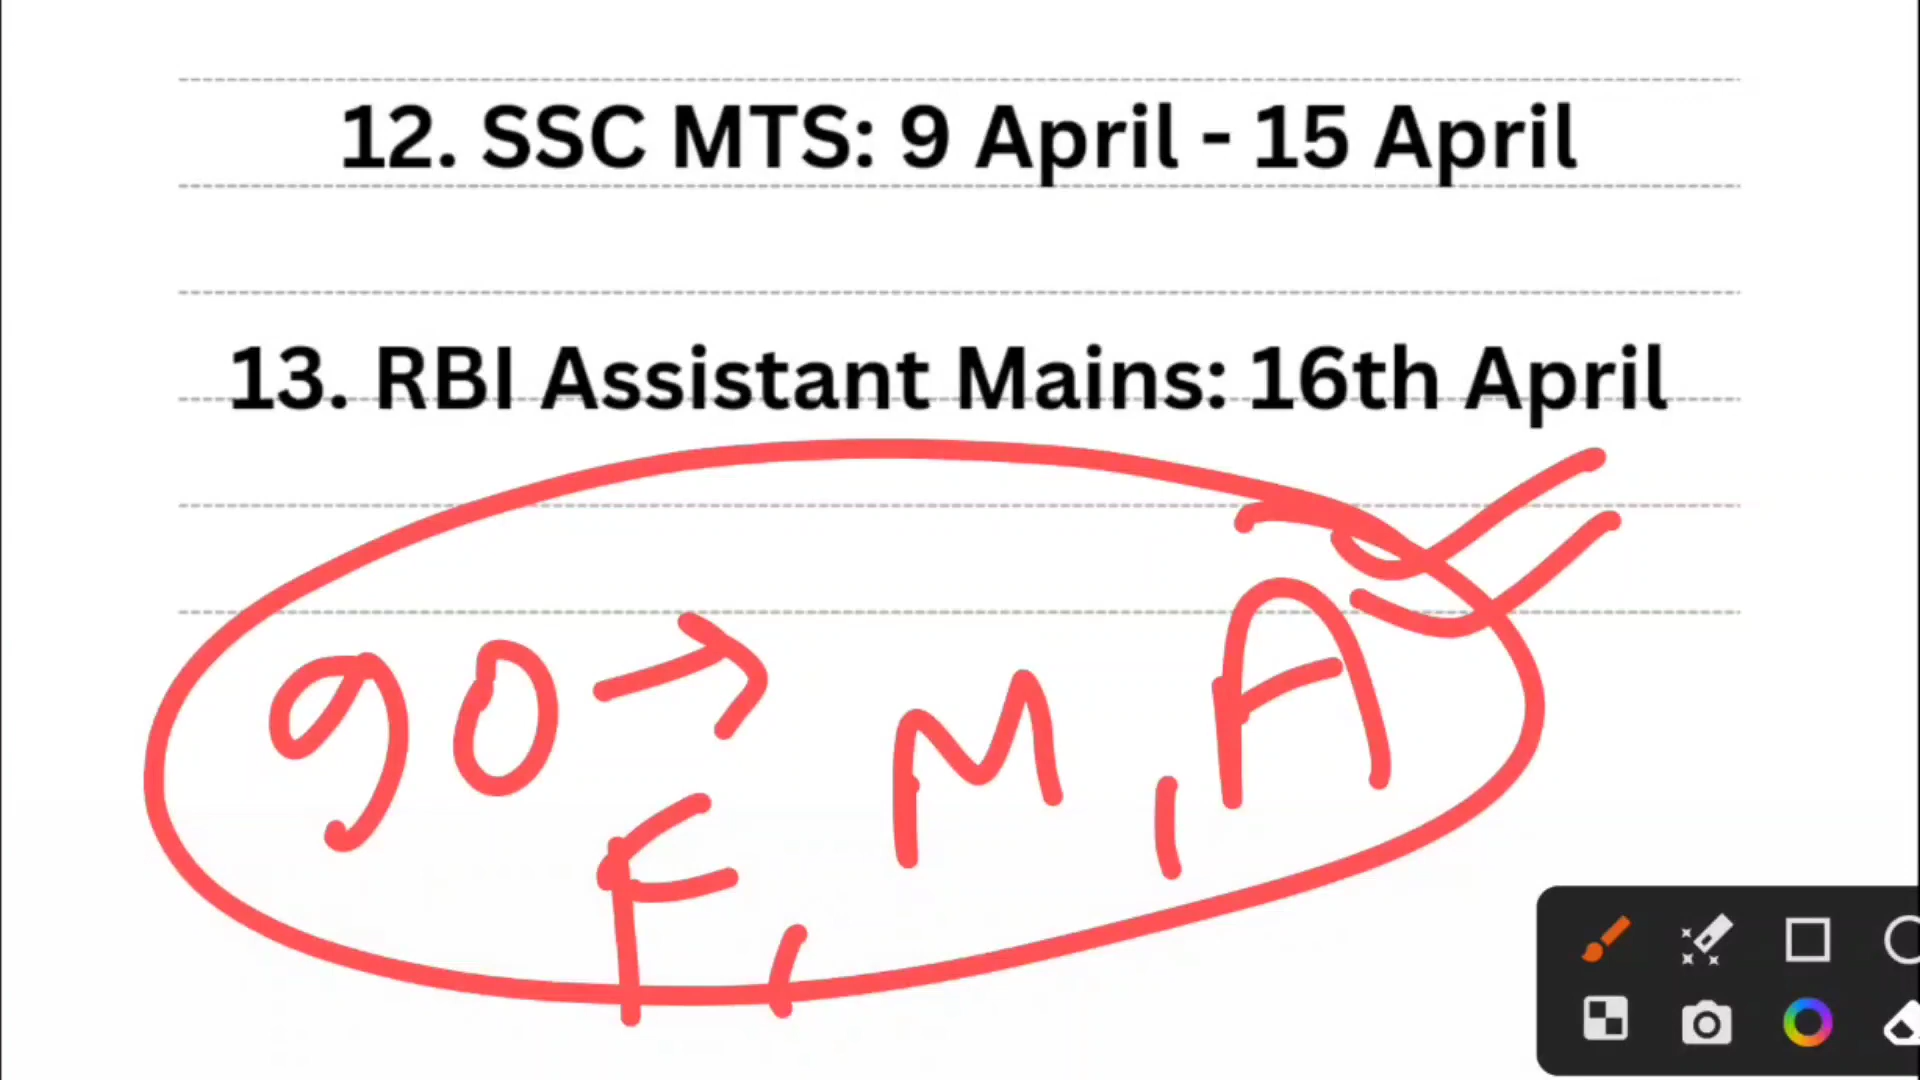 12. SSC MTS: 9 April - 15 April
13. RBI Assistant Mains: 16th April
90→ M, A
F,